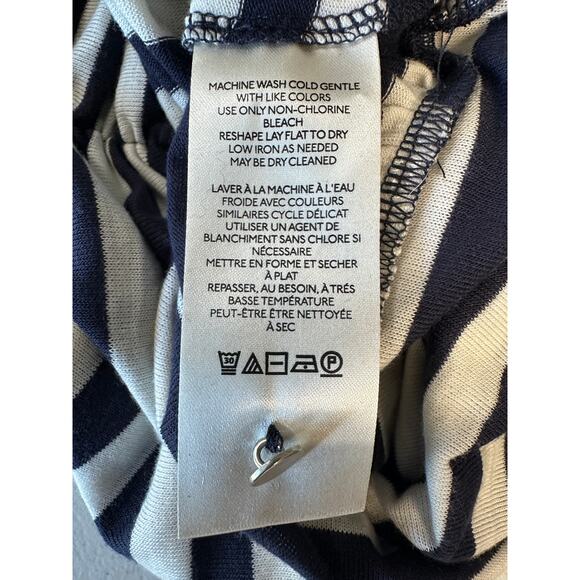 MACHINE WASH COLD GENTLE
WITH LIKE COLORS
USE ONLY NON-CHLORINE
BLEACH
RESHAPE LAY FLAT TO DRY
LOW IRON AS NEEDED
MAY BE DRY CLEANED
LAVER À LA MACHINE À L'EAU
FROIDE AVEC COULEURS
SIMILAIRES CYCLE DÉLICAT
UTILISER UN AGENT DE
BLANCHIMENT SANS CHLORE SI
NÉCESSAIRE
METTRE EN FORME ET SÉCHER
À PLAT
REPASSER, AU BESOIN, À TRÉS
BASSE TEMPÉRATURE
PEUT-ÊTRE ÊTRE NETTOYÉE
À SEC
30 P